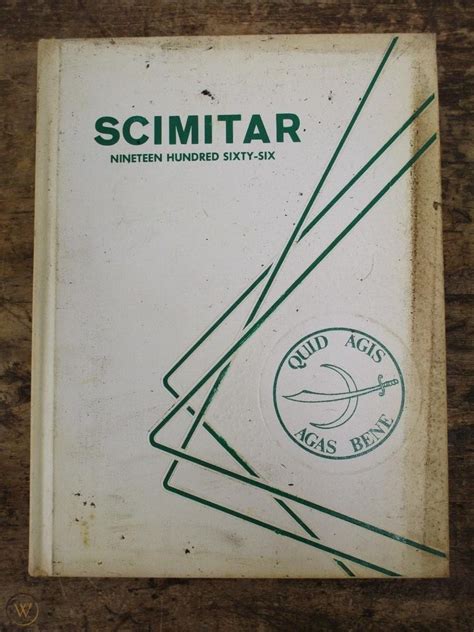 SCIMITAR
NINETEEN HUNDRED SIXTY-SIX
QUID AGIS
AGAS BENE
W